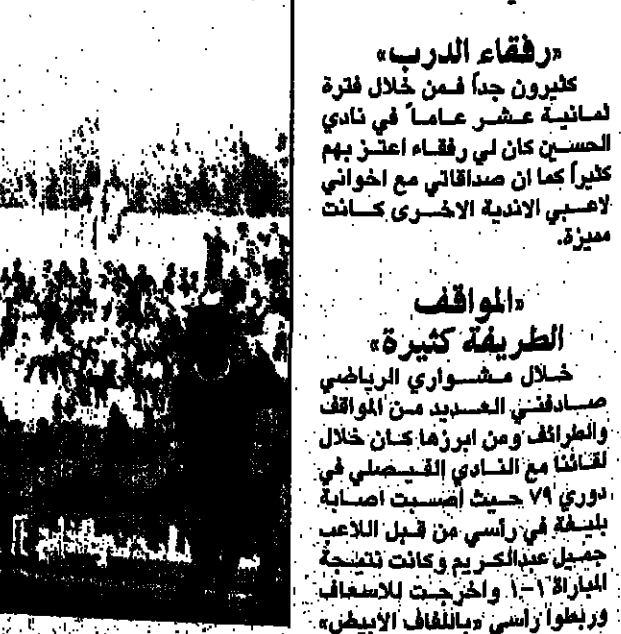 «رفقاء الدرب»
كثيرون جداً فمن خلال فترة
ثمانية عشر عاماً في نادي
الحسين كان لي رفقاء اعتز بهم
كثيراً كما ان صداقاتي مع اخواني
لاعبي الاندية الاخرى كانت
مميزة.
«المواقف
الطريفة كثيرة»
خلال مشواري الرياضي
صادفني العديد من المواقف
والطرائف ومن ابرزها كان خلال
لقائنا مع النادي الفيصلي في
دوري ٧٩ حيث اصبت اصابة
بليغة في رأسي من قبل اللاعب
جميل عبدالكريم وكانت نتيجة
المباراة ١-١ واخرجت للاسعاف
وربطوا راسي «باللفاف الأبيض»